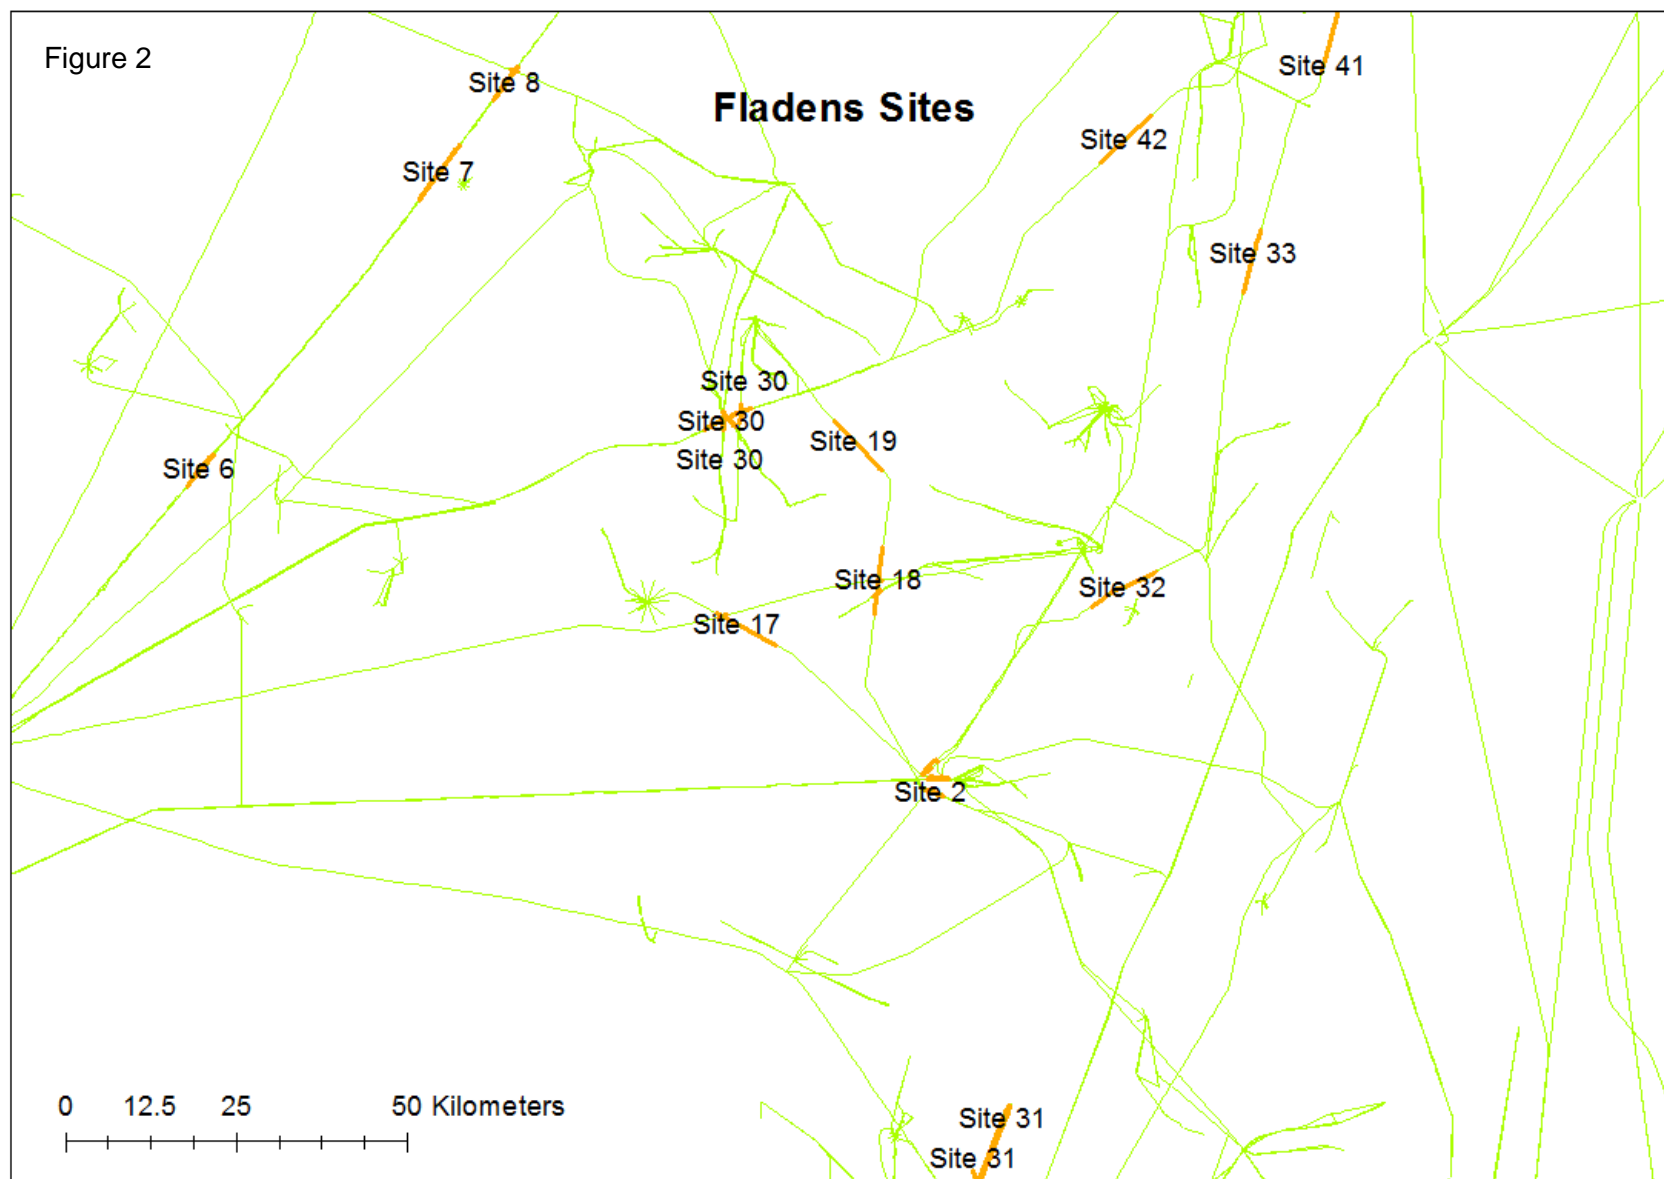 Figure 2
Fladens Sites
Site 41
Site 8
Site 42
Site 7
Site 33
Site 30
Site 30
Site 19
Site 30
Site 6
Site 18
Site 32
Site 17
Site 2
0 12.5 25 50 Kilometers
Site 31
Site 31